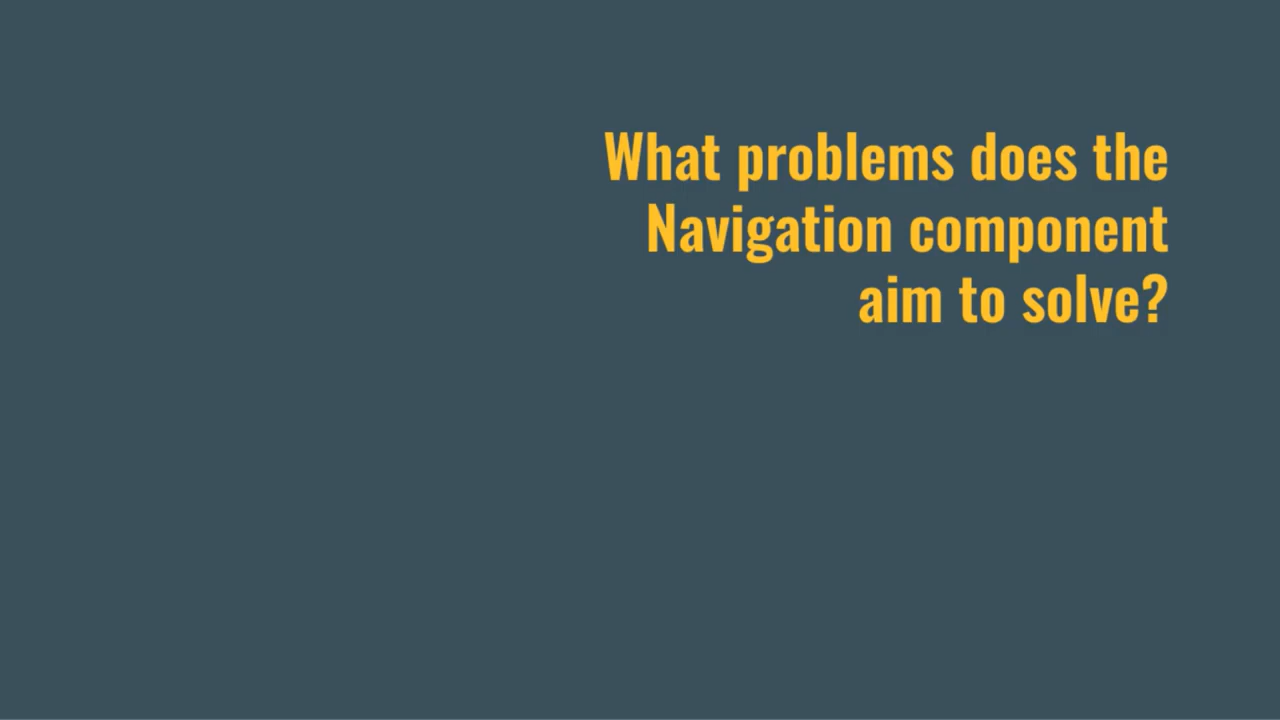 What problems does the
Navigation component
aim to solve?